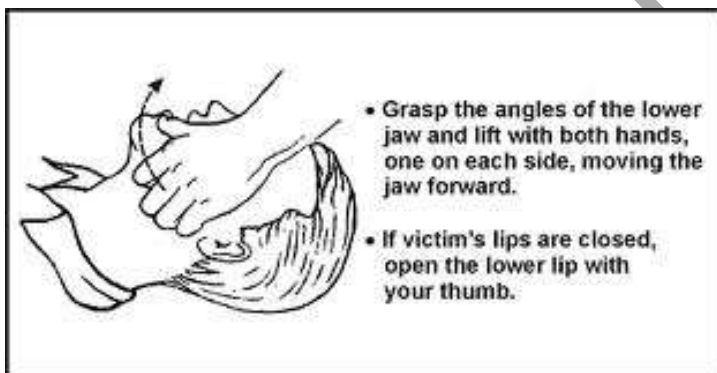 • Grasp the angles of the lower
jaw and lift with both hands,
one on each side, moving the
jaw forward.
• If victim's lips are closed,
open the lower lip with
your thumb.